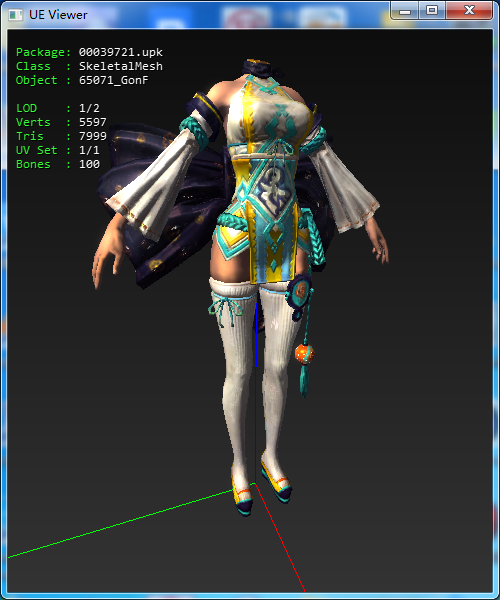 UE Viewer
Package: 00039721.upk
Class : SkeletalMesh
Object : 65071_GonF
LOD : 1/2
Verts : 5597
Tris : 7999
UV Set : 1/1
Bones : 100